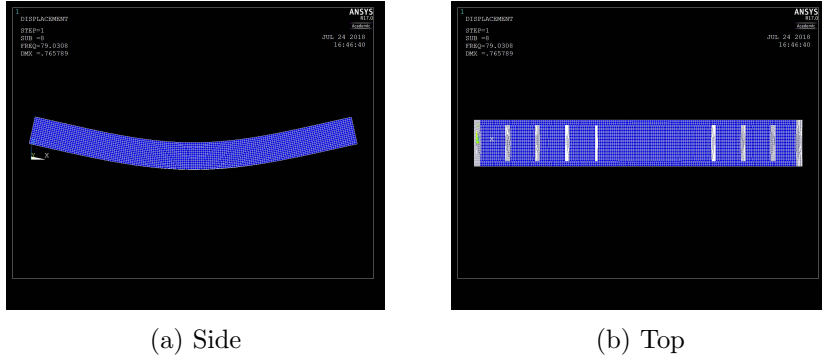 1
DISPLACEMENT
STEP=1
SUB =8
FREQ=79.0308
DMX =.765789
ANSYS
R17.0
Academic
JUL 24 2018
16:46:40
X
(a) Side
1
DISPLACEMENT
STEP=1
SUB =8
FREQ=79.0308
DMX =.765789
ANSYS
R17.0
Academic
JUL 24 2018
16:46:40
X
(b) Top